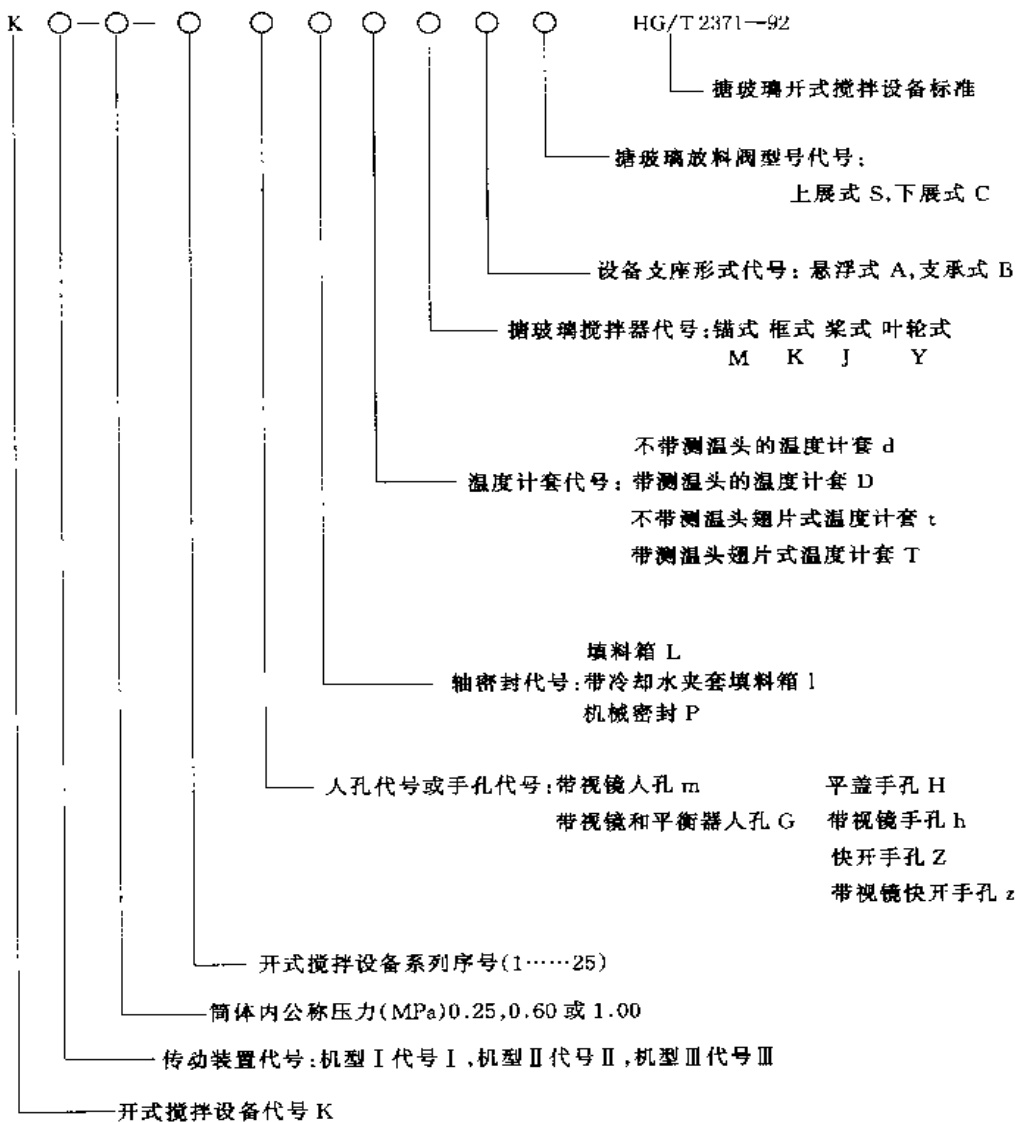 K ○—○— ○ ○ ○ ○ ○ ○ ○ HG/T 2371—92
搪玻璃开式搅拌设备标准
搪玻璃放料阀型号代号:
上展式 S,下展式 C
设备支座形式代号: 悬浮式 A,支承式 B
搪玻璃搅拌器代号:锚式 框式 桨式 叶轮式
M K J Y
不带测温头的温度计套 d
温度计套代号: 带测温头的温度计套 D
不带测温头翅片式温度计套 t
带测温头翅片式温度计套 T
填料箱 L
轴密封代号:带冷却水夹套填料箱 l
机械密封 P
人孔代号或手孔代号:带视镜人孔 m 平盖手孔 H
带视镜和平衡器人孔 G 带视镜手孔 h
快开手孔 Z
带视镜快开手孔 z
开式搅拌设备系列序号(1……25)
筒体内公称压力(MPa)0.25,0.60 或 1.00
传动装置代号:机型Ⅰ代号Ⅰ,机型Ⅱ代号Ⅱ,机型Ⅲ代号Ⅲ
开式搅拌设备代号 K